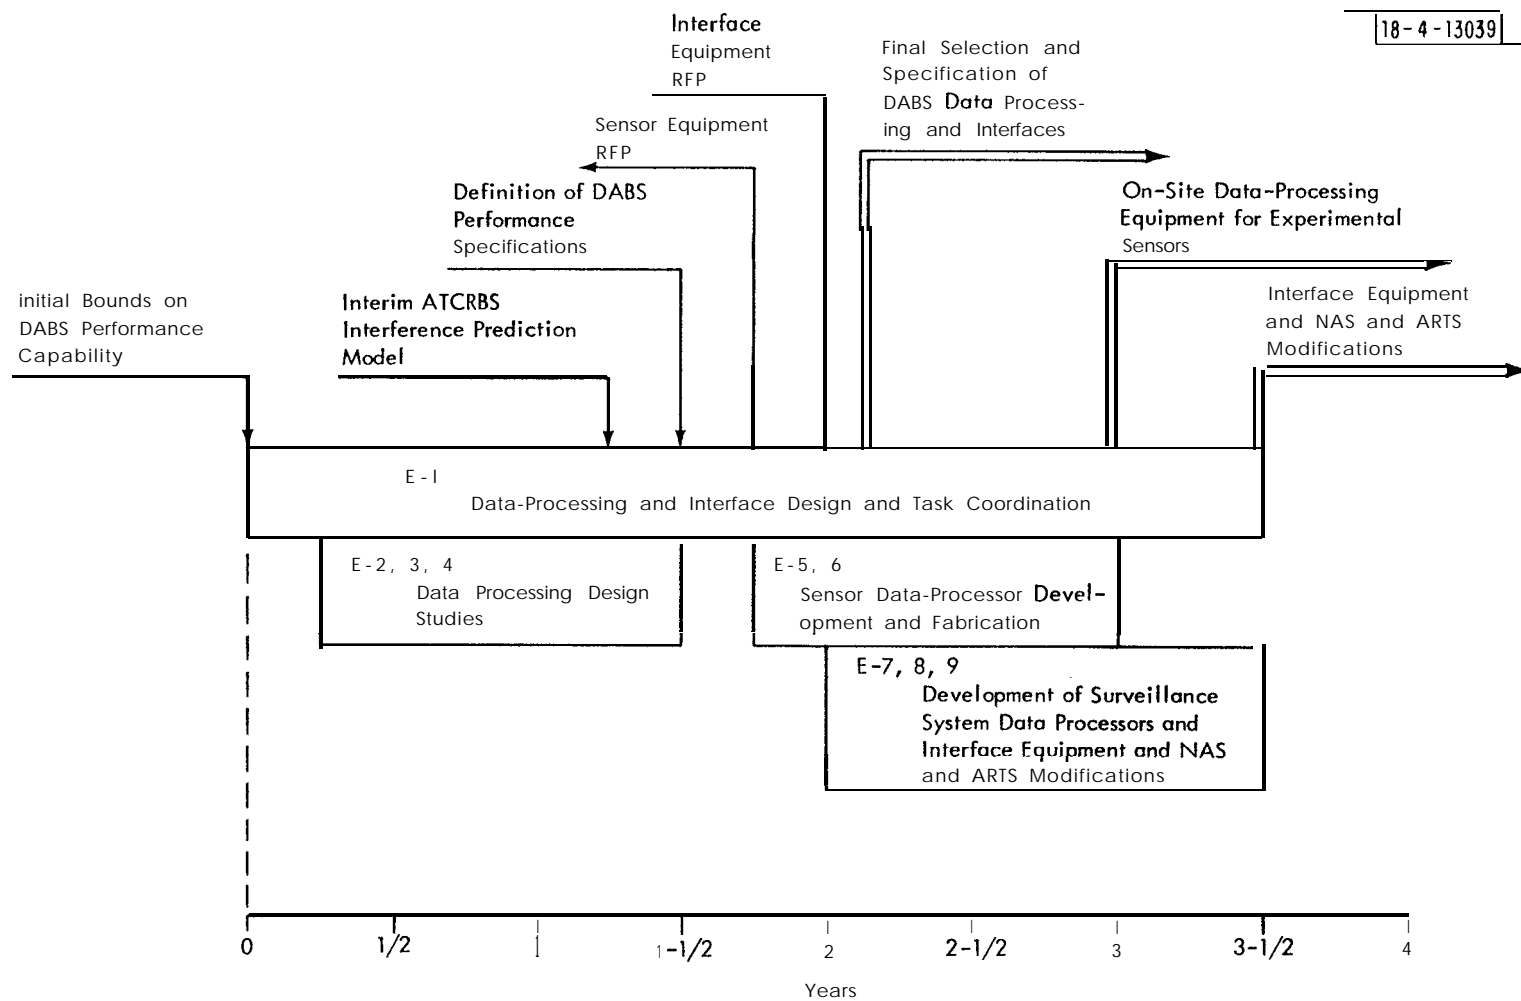 18-4-13039
Interface
Equipment
RFP
Final Selection and
Specification of
DABS Data Process-
ing and Interfaces
Sensor Equipment
RFP
Definition of DABS
Performance
Specifications
On-Site Data-Processing
Equipment for Experimental
Sensors
initial Bounds on
DABS Performance
Capability
Interim ATCRBS
Interference Prediction
Model
Interface Equipment
and NAS and ARTS
Modifications
E-I
Data-Processing and Interface Design and Task Coordination
E-2, 3, 4
Data Processing Design
Studies
E-5, 6
Sensor Data-Processor Devel-
opment and Fabrication
E-7, 8, 9
Development of Surveillance
System Data Processors and
Interface Equipment and NAS
and ARTS Modifications
0 1/2 1 1-1/2 2 2-1/2 3 3-1/2 4
Years